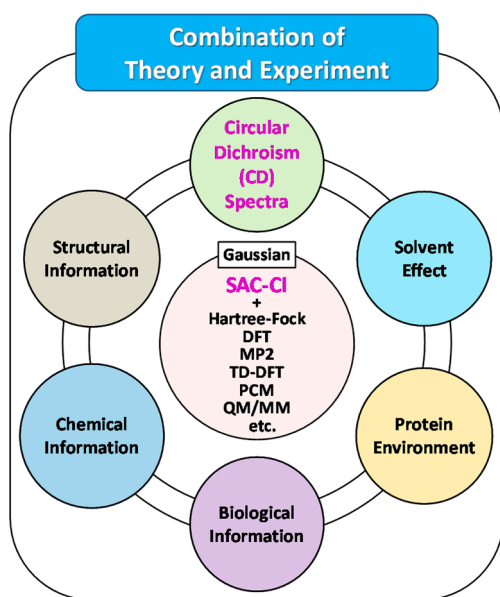 Combination of
Theory and Experiment
Circular
Dichroism
(CD)
Spectra
Structural
Information
Solvent
Effect
Gaussian
SAC-CI
+
Hartree-Fock
DFT
MP2
TD-DFT
PCM
QM/MM
etc.
Chemical
Information
Protein
Environment
Biological
Information